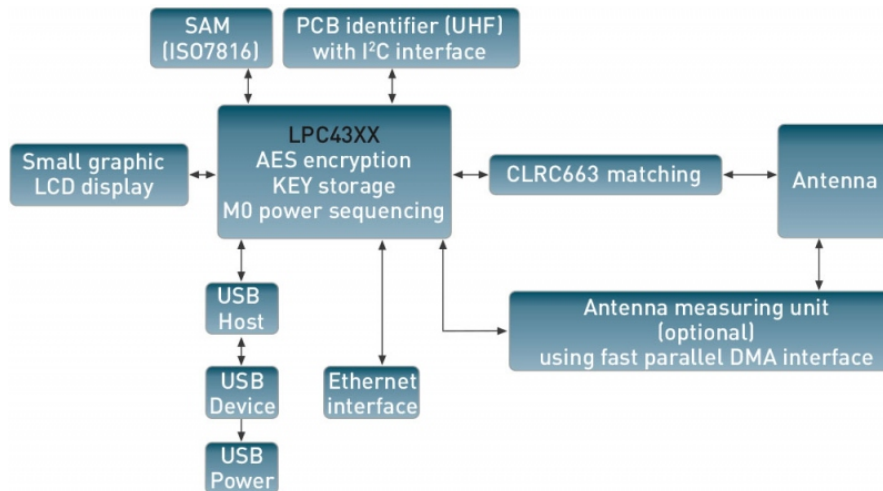 SAM
(ISO7816)
PCB identifier (UHF)
with I²C interface
LPC43XX
AES encryption
KEY storage
M0 power sequencing
Small graphic
LCD display
CLRC663 matching
Antenna
USB
Host
Antenna measuring unit
(optional)
using fast parallel DMA interface
USB
Device
Ethernet
interface
USB
Power